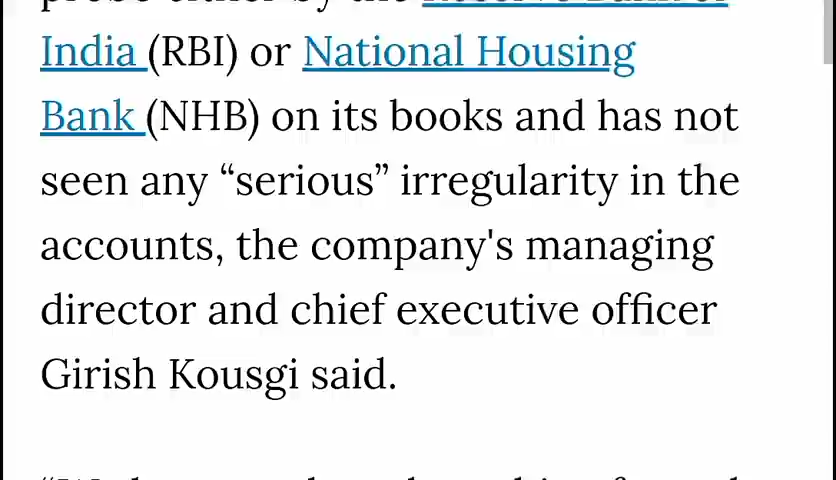 India (RBI) or National Housing
Bank (NHB) on its books and has not
seen any “serious” irregularity in the
accounts, the company's managing
director and chief executive officer
Girish Kousgi said.